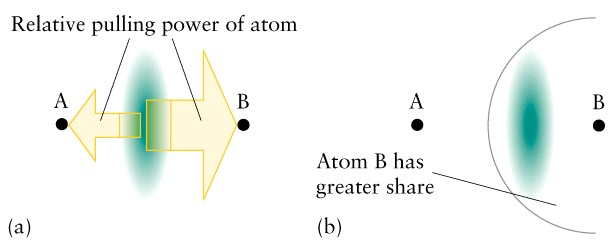 Relative pulling power of atom
A
B
(a)
A
B
Atom B has
greater share
(b)